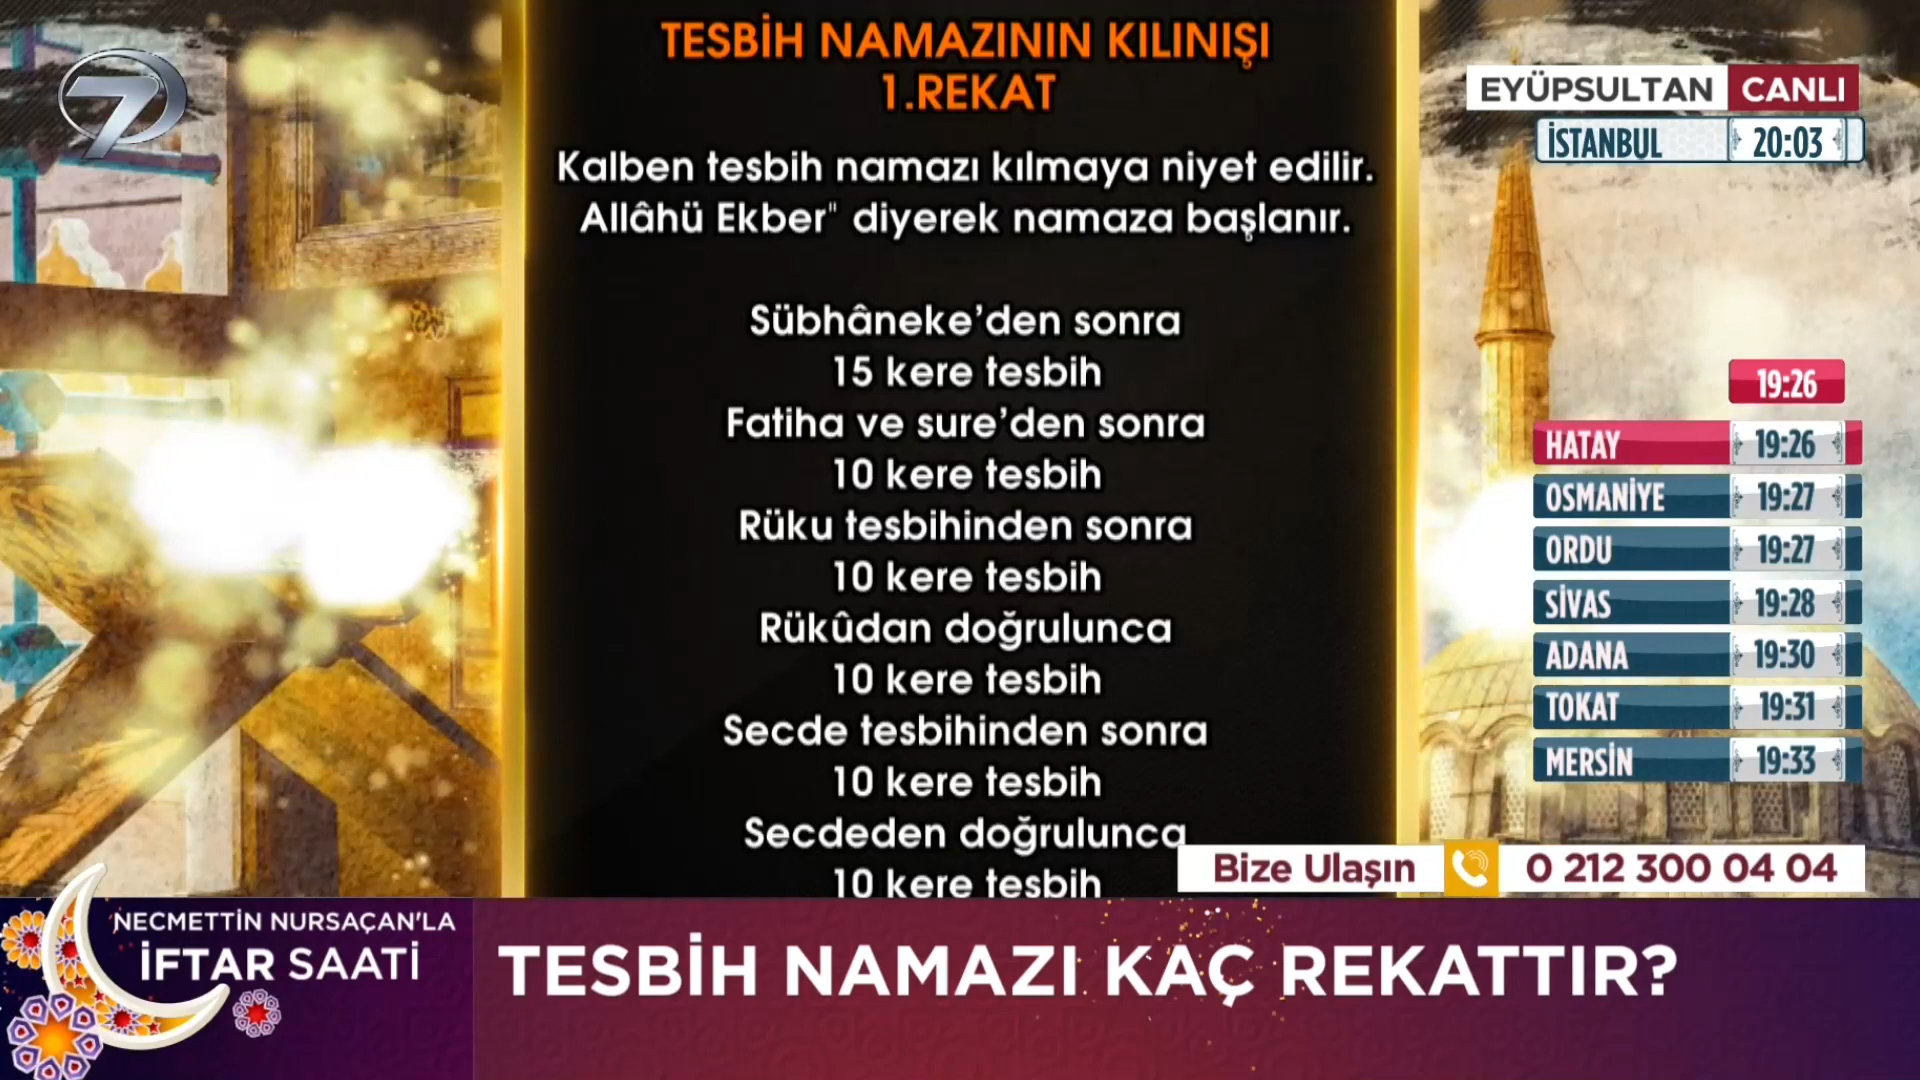 7
TESBİH NAMAZININ KILINIŞI
1.REKAT
Kalben tesbih namazı kılmaya niyet edilir.
Allâhü Ekber" diyerek namaza başlanır.
Sübhâneke’den sonra
15 kere tesbih
Fatiha ve sure’den sonra
10 kere tesbih
Rüku tesbihinden sonra
10 kere tesbih
Rükûdan doğrulunca
10 kere tesbih
Secde tesbihinden sonra
10 kere tesbih
Secdeden doğrulunca
10 kere tesbih
EYÜPSULTAN CANLI
İSTANBUL 20:03
19:26
HATAY 19:26
OSMANİYE 19:27
ORDU 19:27
SİVAS 19:28
ADANA 19:30
TOKAT 19:31
MERSİN 19:33
Bize Ulaşın 0 212 300 04 04
NECMETTİN NURSAÇAN'LA
İFTAR SAATİ
TESBİH NAMAZI KAÇ REKATTIR?